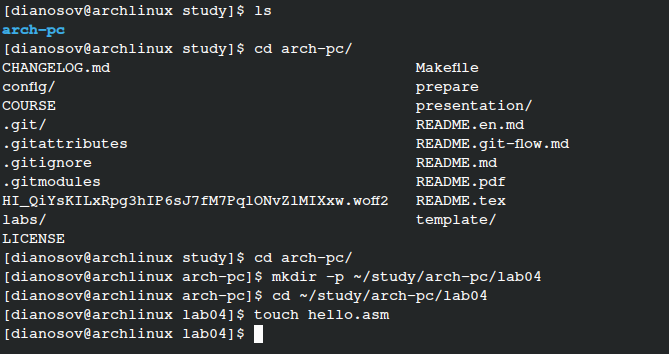 [dianosov@archlinux study]$ ls
arch-pc
[dianosov@archlinux study]$ cd arch-pc/
CHANGELOG.md Makefile
config/ prepare
COURSE presentation/
.git/ README.en.md
.gitattributes README.git-flow.md
.gitignore README.md
.gitmodules README.pdf
HI_QiYsKILxRpg3hIP6sJ7fM7PqlONvZlMIXxw.woff2 README.tex
labs/ template/
LICENSE
[dianosov@archlinux study]$ cd arch-pc/
[dianosov@archlinux arch-pc]$ mkdir -p ~/study/arch-pc/lab04
[dianosov@archlinux arch-pc]$ cd ~/study/arch-pc/lab04
[dianosov@archlinux lab04]$ touch hello.asm
[dianosov@archlinux lab04]$